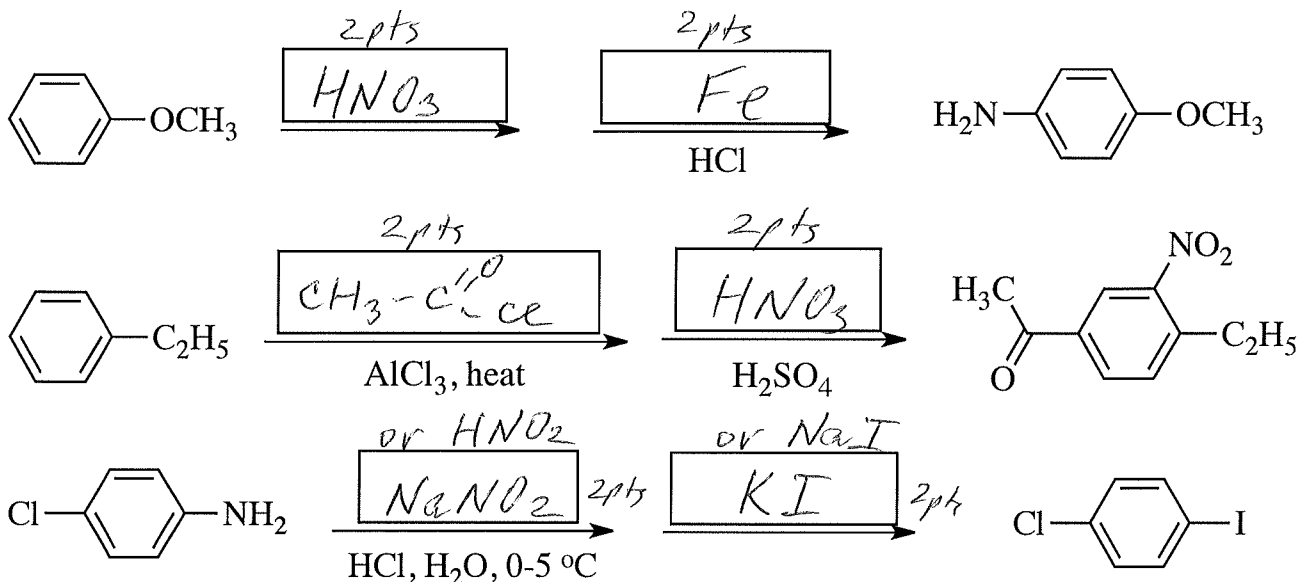 2pts 2pts
HNO3 Fe
OCH3 H2N OCH3
HCl
2pts 2pts
NO2
CH3-C=O-Cl HNO3 H3C
C2H5 C2H5
AlCl3, heat H2SO4 O
or HNO2 or NaI
Cl NH2 NaNO2 2pts KI 2pts Cl I
HCl, H2O, 0-5 °C